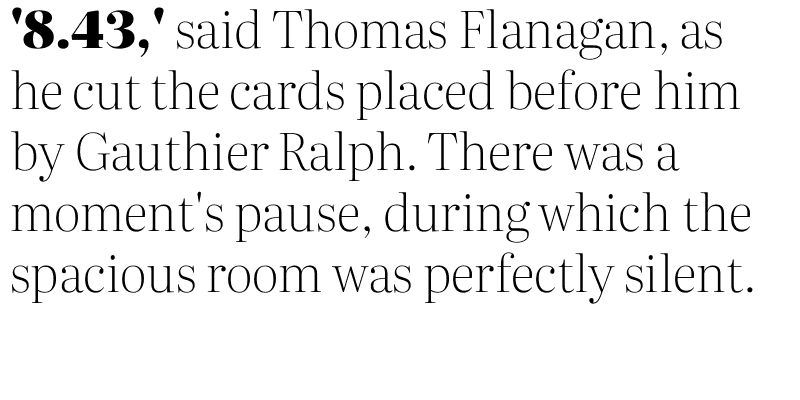 '8.43,' said Thomas Flanagan, as
he cut the cards placed before him
by Gauthier Ralph. There was a
moment's pause, during which the
spacious room was perfectly silent.